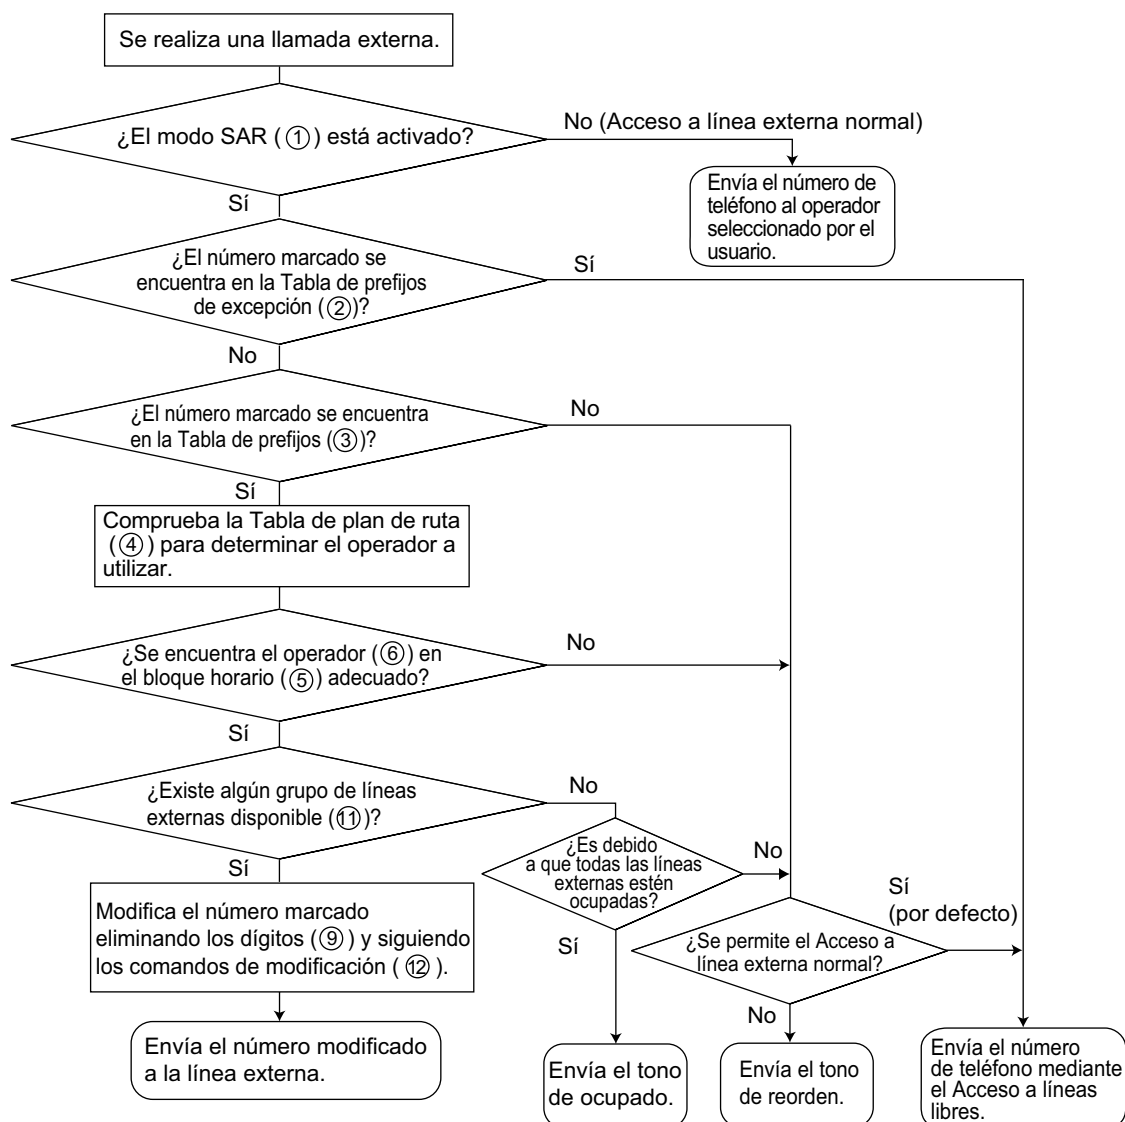 Se realiza una llamada externa.
¿El modo SAR (①) está activado?
No (Acceso a línea externa normal)
Sí
Envía el número de
teléfono al operador
seleccionado por el
usuario.
¿El número marcado se
encuentra en la Tabla de prefijos
de excepción (②)?
Sí
No
¿El número marcado se encuentra
en la Tabla de prefijos (③)?
No
Sí
Comprueba la Tabla de plan de ruta
(④) para determinar el operador a
utilizar.
¿Se encuentra el operador (⑥) en
el bloque horario (⑤) adecuado?
No
Sí
¿Existe algún grupo de líneas
externas disponible (⑪)?
No
Sí
¿Es debido
a que todas las líneas
externas estén
ocupadas?
No
Sí
Modifica el número marcado
eliminando los dígitos (⑨) y siguiendo
los comandos de modificación (⑫).
¿Se permite el Acceso a
línea externa normal?
Sí
(por defecto)
No
Envía el número modificado
a la línea externa.
Envía el tono
de ocupado.
Envía el tono
de reorden.
Envía el número
de teléfono mediante
el Acceso a líneas
libres.